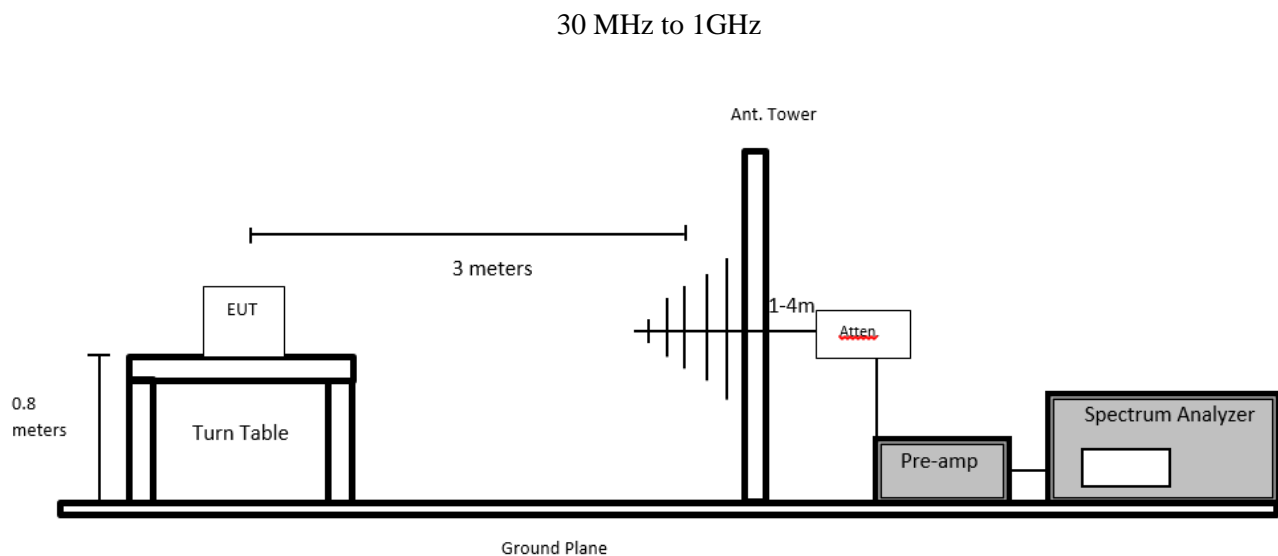 30 MHz to 1GHz
Ant. Tower
3 meters
EUT
1-4m
Atten
0.8
meters
Turn Table
Spectrum Analyzer
Pre-amp
Ground Plane